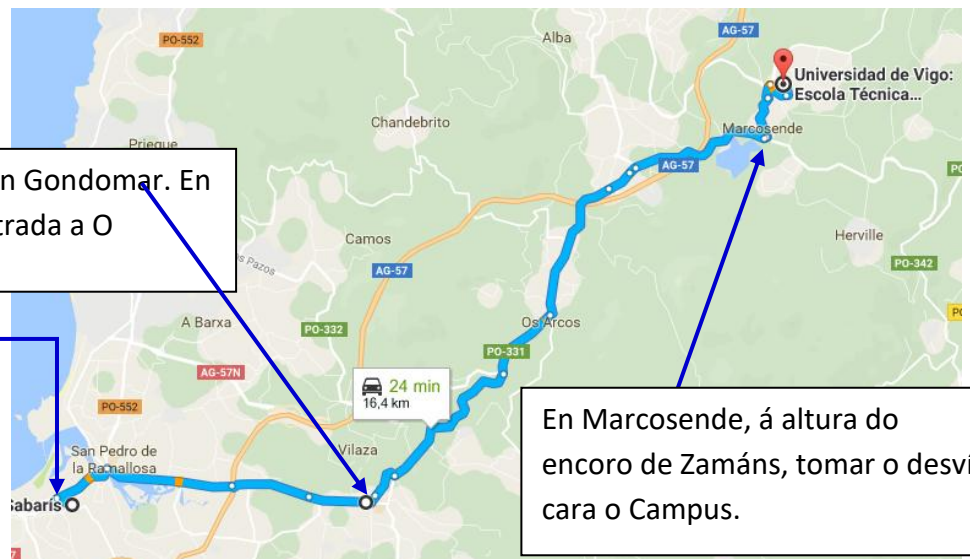 PO-552
Alba
AG-57
Universidad de Vigo:
Escola Técnica...
Chandebrito
Prieque
Marcosende
n Gondomar. En
trada a O
AG-57
Camos
Herville
Pazos
AG-57
PO-342
A Barxa
PO-332
Os Arcos
PO-331
AG-57N
24 min
16,4 km
PO-552
En Marcosende, á altura do
encoro de Zamáns, tomar o desví
cara o Campus.
San Pedro de
la Ramallosa
Vilaza
Sabarís